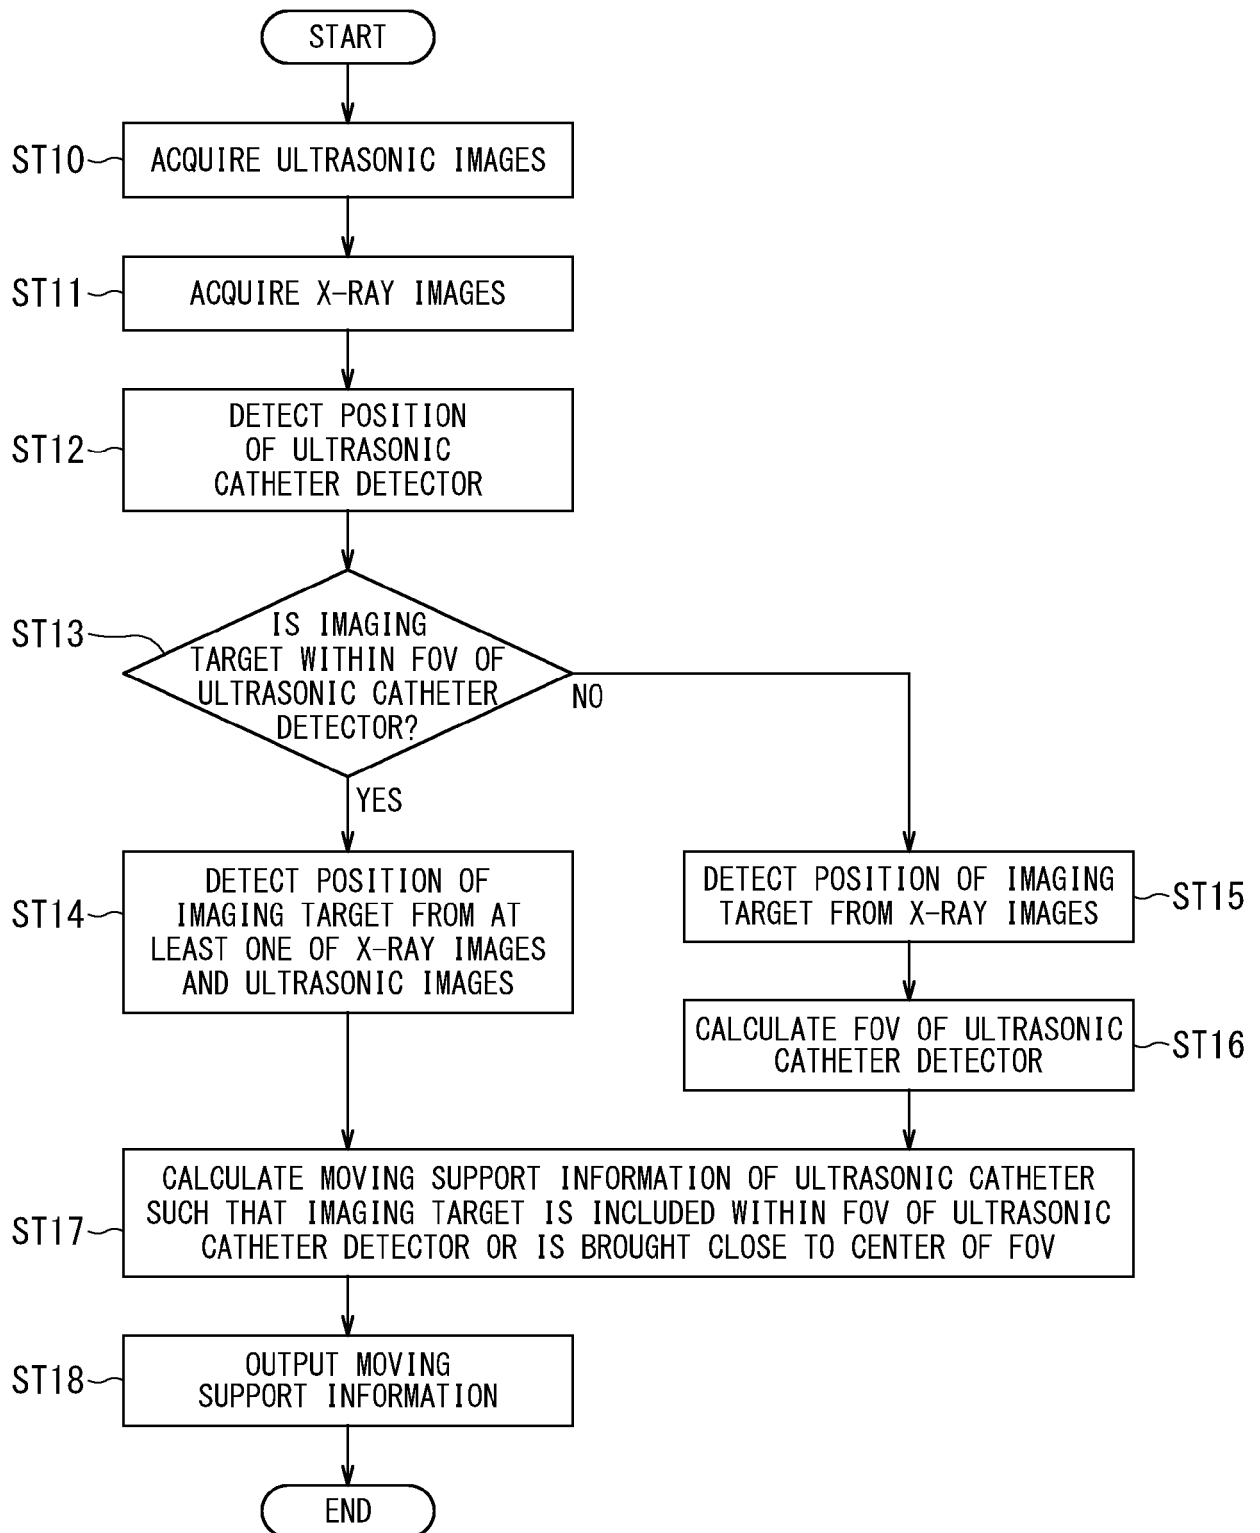 START
ST10
ACQUIRE ULTRASONIC IMAGES
ST11
ACQUIRE X-RAY IMAGES
ST12
DETECT POSITION
OF ULTRASONIC
CATHETER DETECTOR
ST13
IS IMAGING
TARGET WITHIN FOV OF
ULTRASONIC CATHETER
DETECTOR?
NO
YES
ST14
DETECT POSITION OF
IMAGING TARGET FROM AT
LEAST ONE OF X-RAY IMAGES
AND ULTRASONIC IMAGES
DETECT POSITION OF IMAGING
TARGET FROM X-RAY IMAGES
ST15
CALCULATE FOV OF ULTRASONIC
CATHETER DETECTOR
ST16
ST17
CALCULATE MOVING SUPPORT INFORMATION OF ULTRASONIC CATHETER
SUCH THAT IMAGING TARGET IS INCLUDED WITHIN FOV OF ULTRASONIC
CATHETER DETECTOR OR IS BROUGHT CLOSE TO CENTER OF FOV
ST18
OUTPUT MOVING
SUPPORT INFORMATION
END